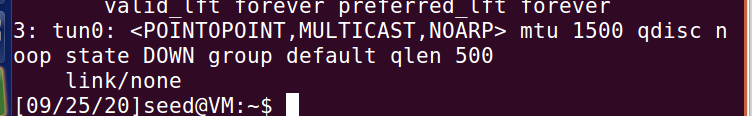 valid_lft forever preferred_lft forever
3: tun0: <POINTOPOINT,MULTICAST,NOARP> mtu 1500 qdisc n
oop state DOWN group default qlen 500
link/none
[09/25/20]seed@VM:~$